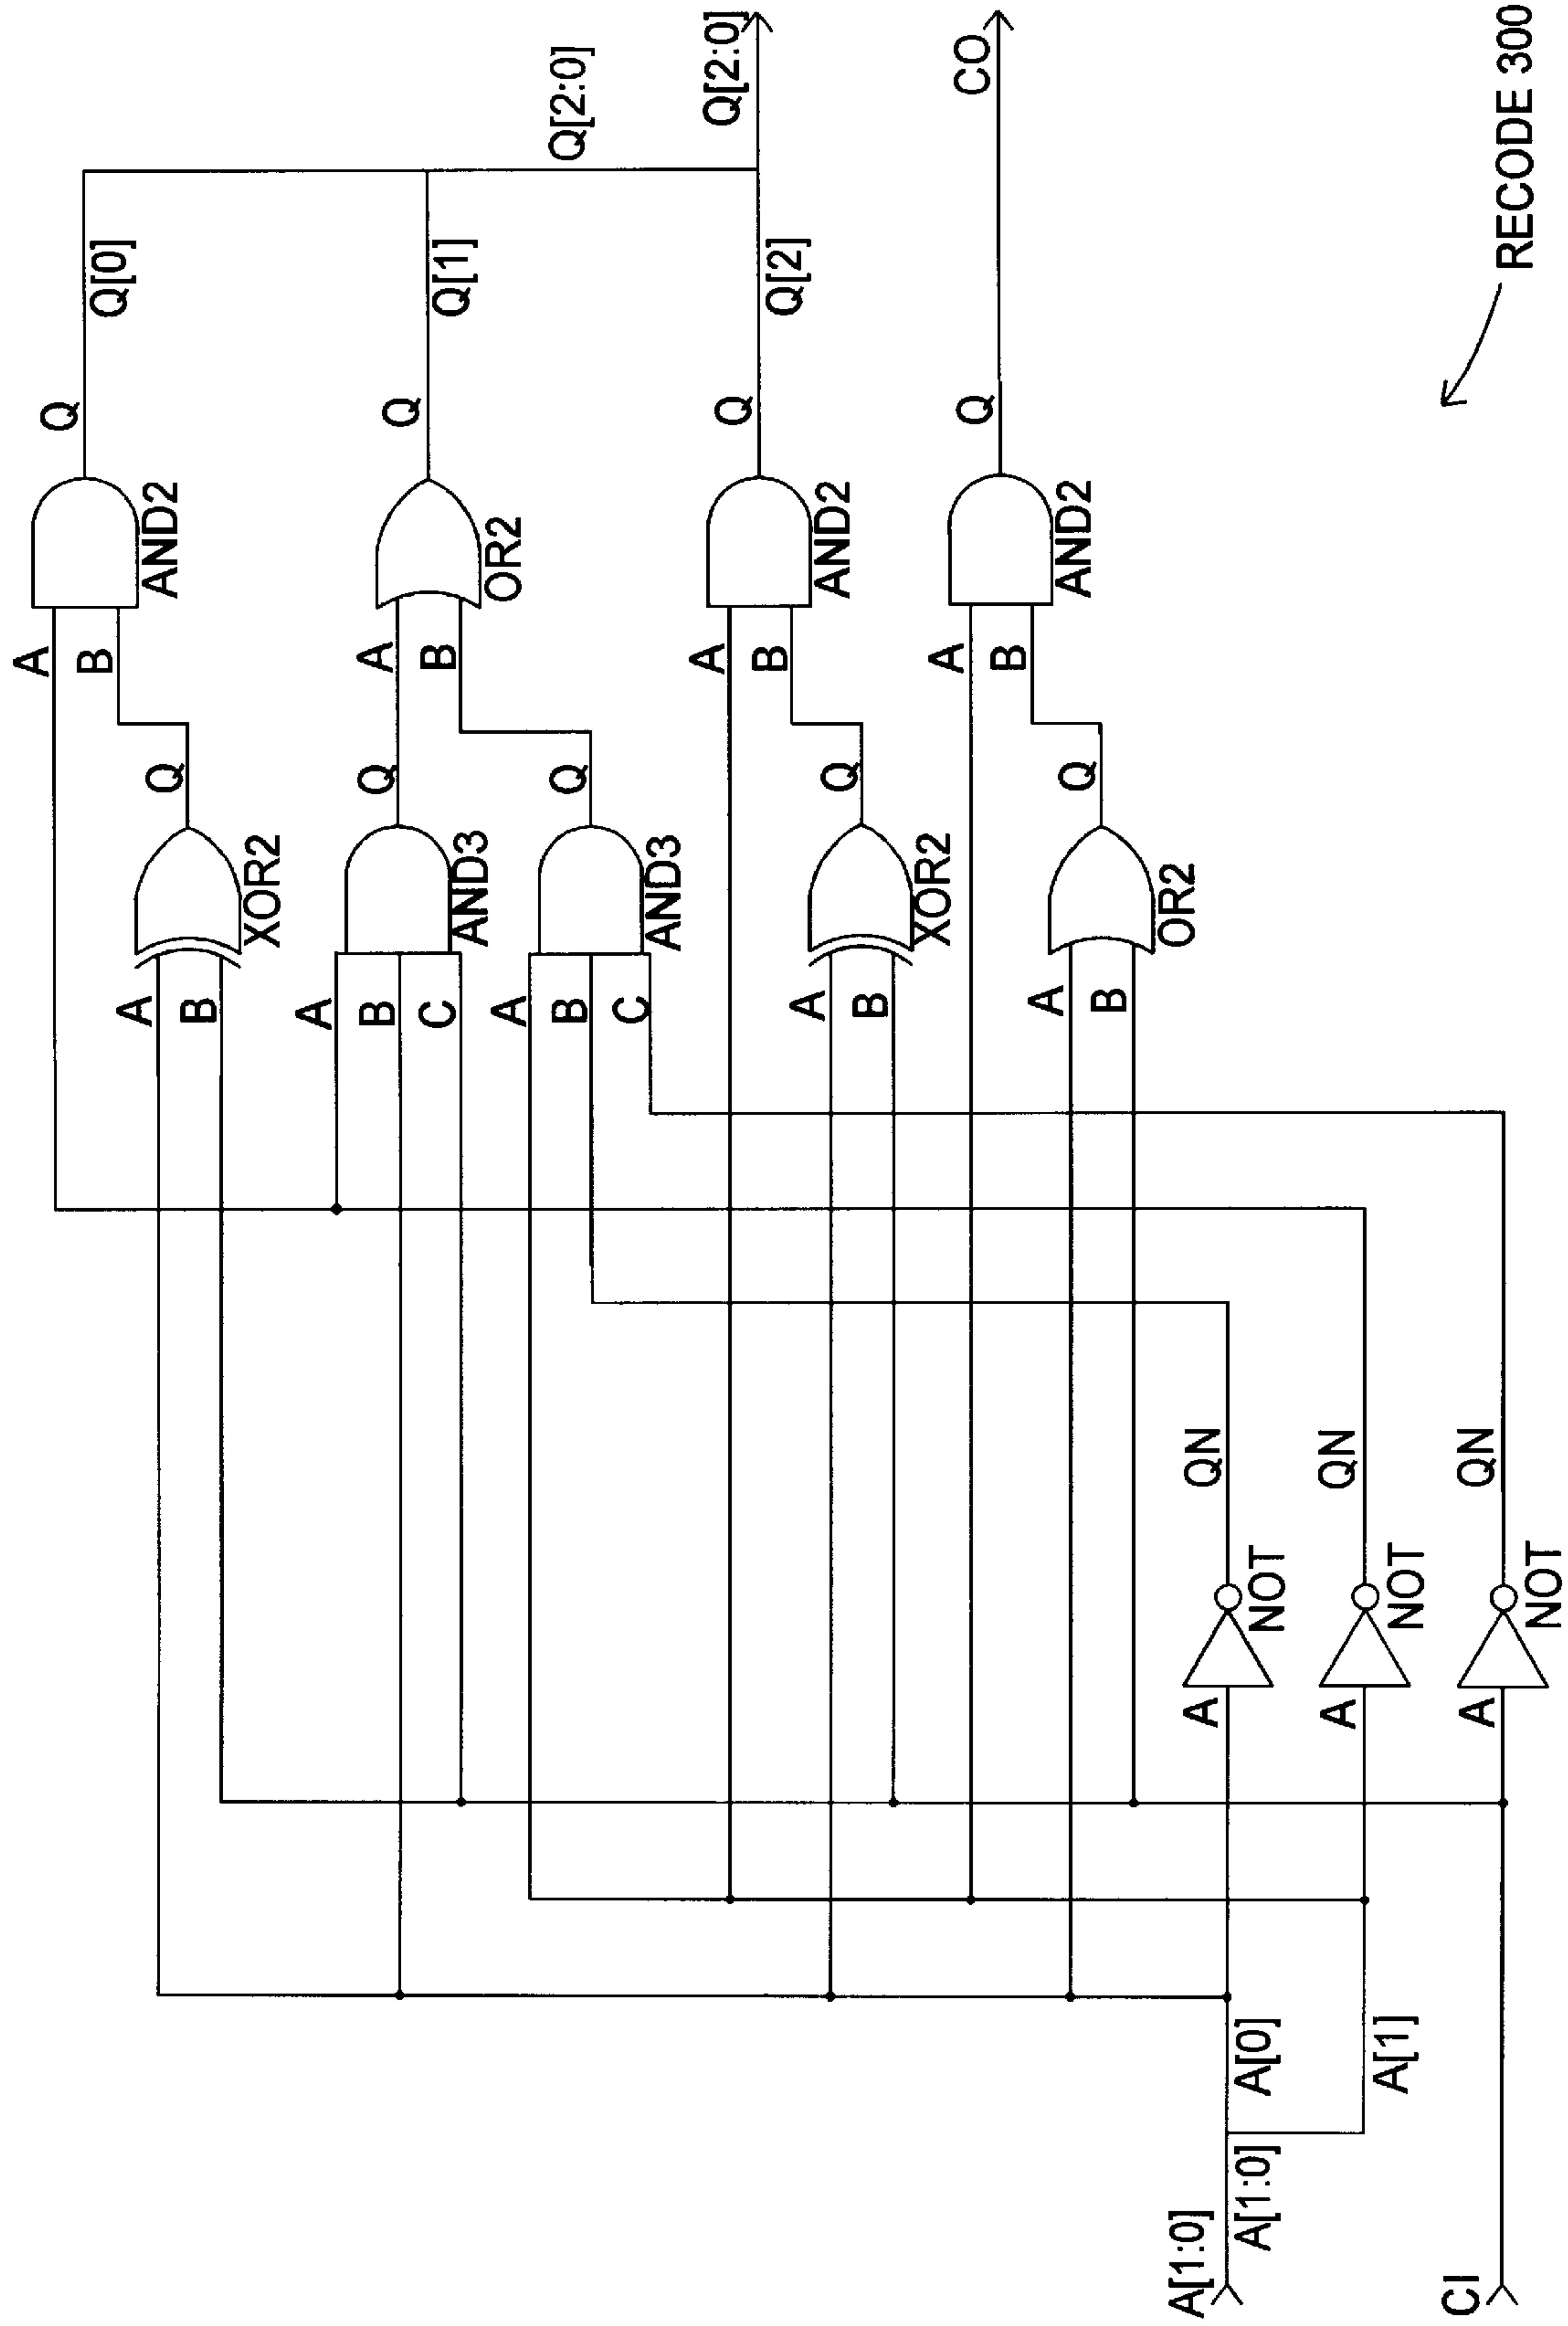 A
Q
B
Q[0]
A
AND2
Q
B
XOR2
A
B
Q
A
Q
C
B
Q[1]
AND3
OR2
A
B
Q
Q[2:0]
C
AND3
Q[2:0]
A
Q
B
Q[2]
A
AND2
Q
B
XOR2
A
Q
CO
B
A
AND2
Q
B
OR2
A[1:0]
A
QN
A[1:0]
A[0]
NOT
A
QN
A[1]
NOT
CI
A
QN
RECODE 300
NOT